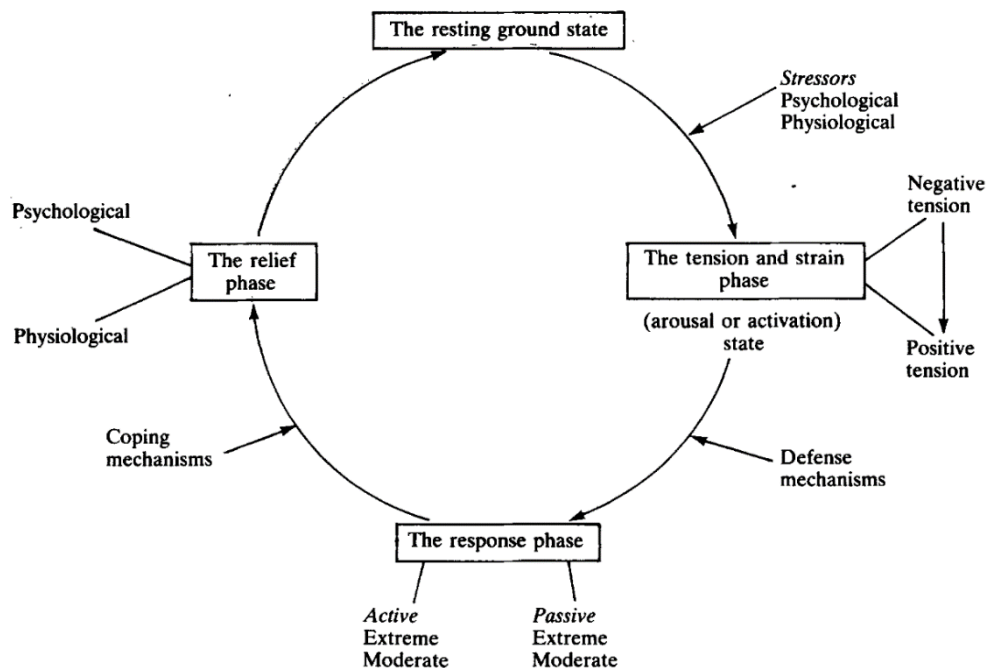 The resting ground state
Stressors
Psychological
Physiological
Negative
tension
The tension and strain
phase
(arousal or activation)
state
Positive
tension
Defense
mechanisms
The response phase
Active
Extreme
Moderate
Passive
Extreme
Moderate
Coping
mechanisms
The relief
phase
Psychological
Physiological